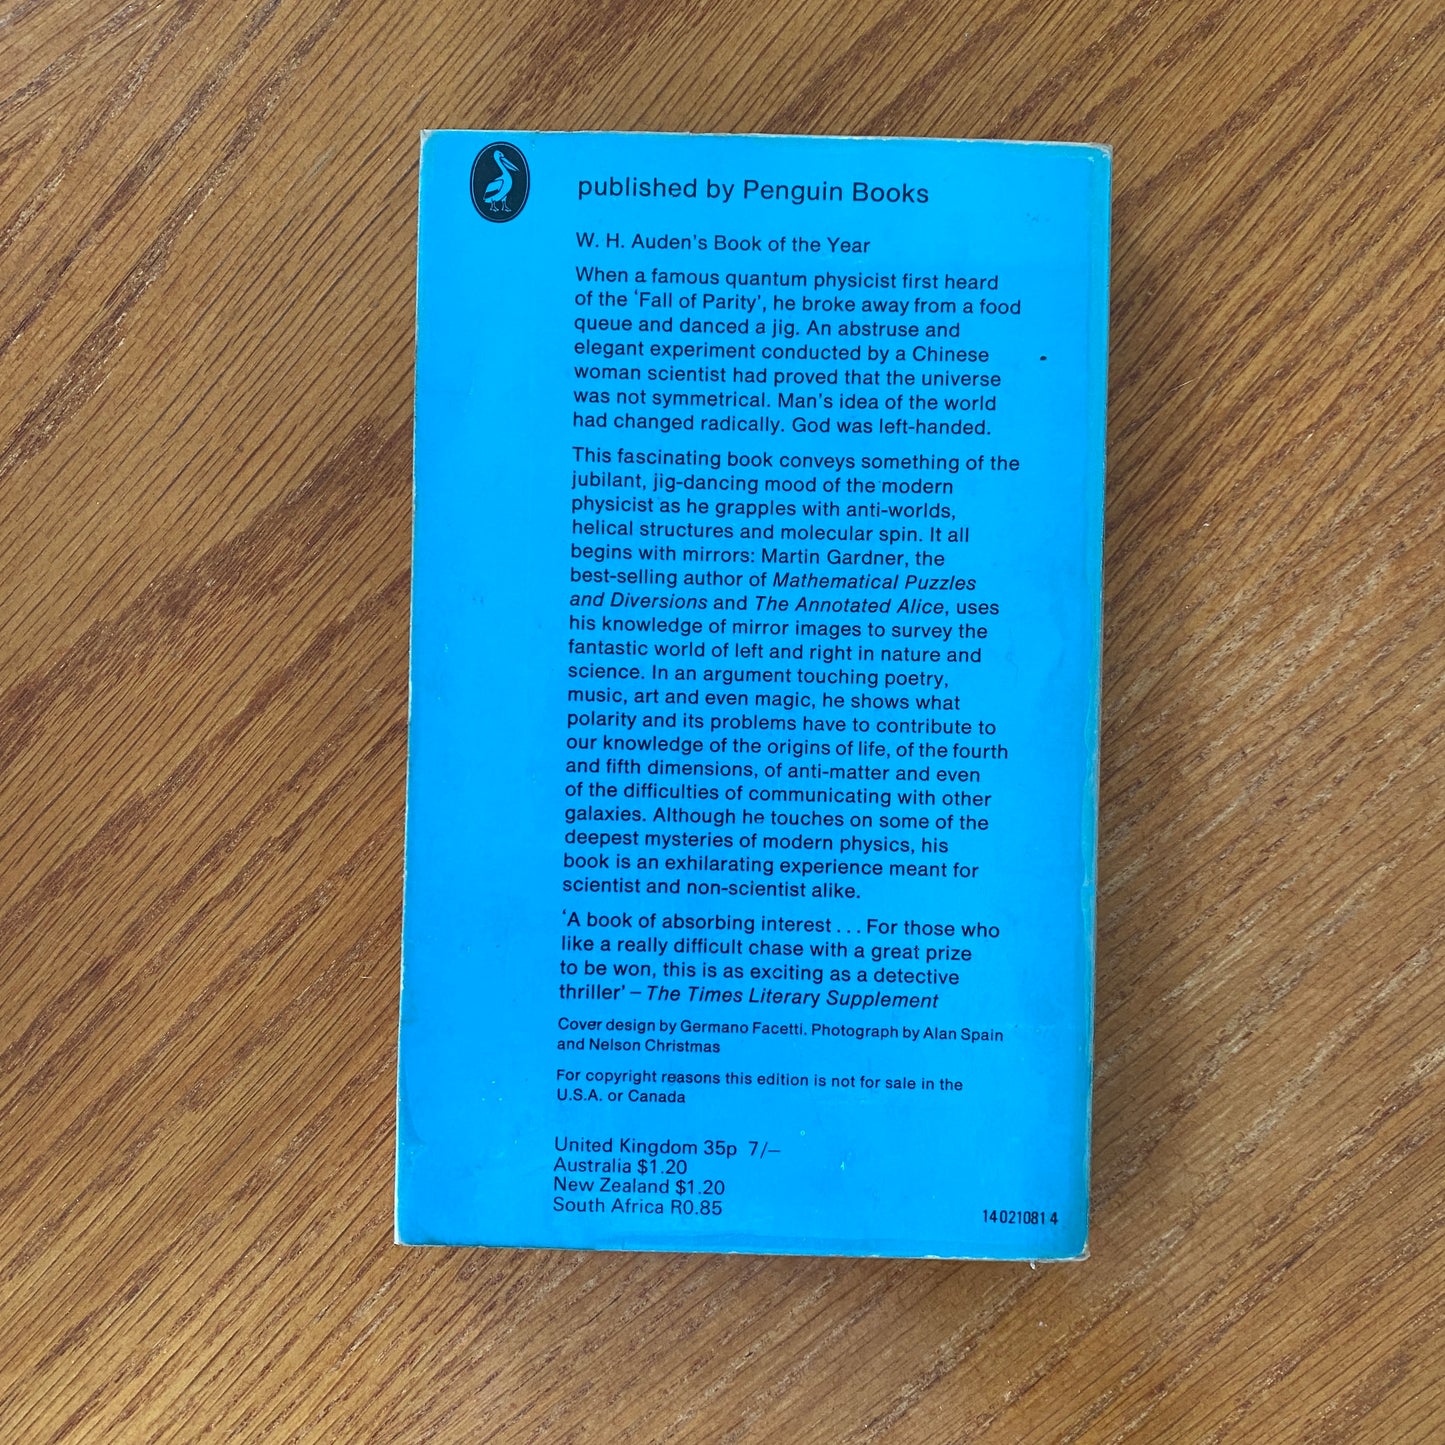 published by Penguin Books
W. H. Auden's Book of the Year
When a famous quantum physicist first heard
of the ‘Fall of Parity’, he broke away from a food
queue and danced a jig. An abstruse and
elegant experiment conducted by a Chinese
woman scientist had proved that the universe
was not symmetrical. Man's idea of the world
had changed radically. God was left-handed.
This fascinating book conveys something of the
jubilant, jig-dancing mood of the modern
physicist as he grapples with anti-worlds,
helical structures and molecular spin. It all
begins with mirrors: Martin Gardner, the
best-selling author of Mathematical Puzzles
and Diversions and The Annotated Alice, uses
his knowledge of mirror images to survey the
fantastic world of left and right in nature and
science. In an argument touching poetry,
music, art and even magic, he shows what
polarity and its problems have to contribute to
our knowledge of the origins of life, of the fourth
and fifth dimensions, of anti-matter and even
of the difficulties of communicating with other
galaxies. Although he touches on some of the
deepest mysteries of modern physics, his
book is an exhilarating experience meant for
scientist and non-scientist alike.
‘A book of absorbing interest . . . For those who
like a really difficult chase with a great prize
to be won, this is as exciting as a detective
thriller’ – The Times Literary Supplement
Cover design by Germano Facetti. Photograph by Alan Spain
and Nelson Christmas
For copyright reasons this edition is not for sale in the
U.S.A. or Canada
United Kingdom 35p 7/–
Australia $1.20
New Zealand $1.20
South Africa R0.85
14 021081 4